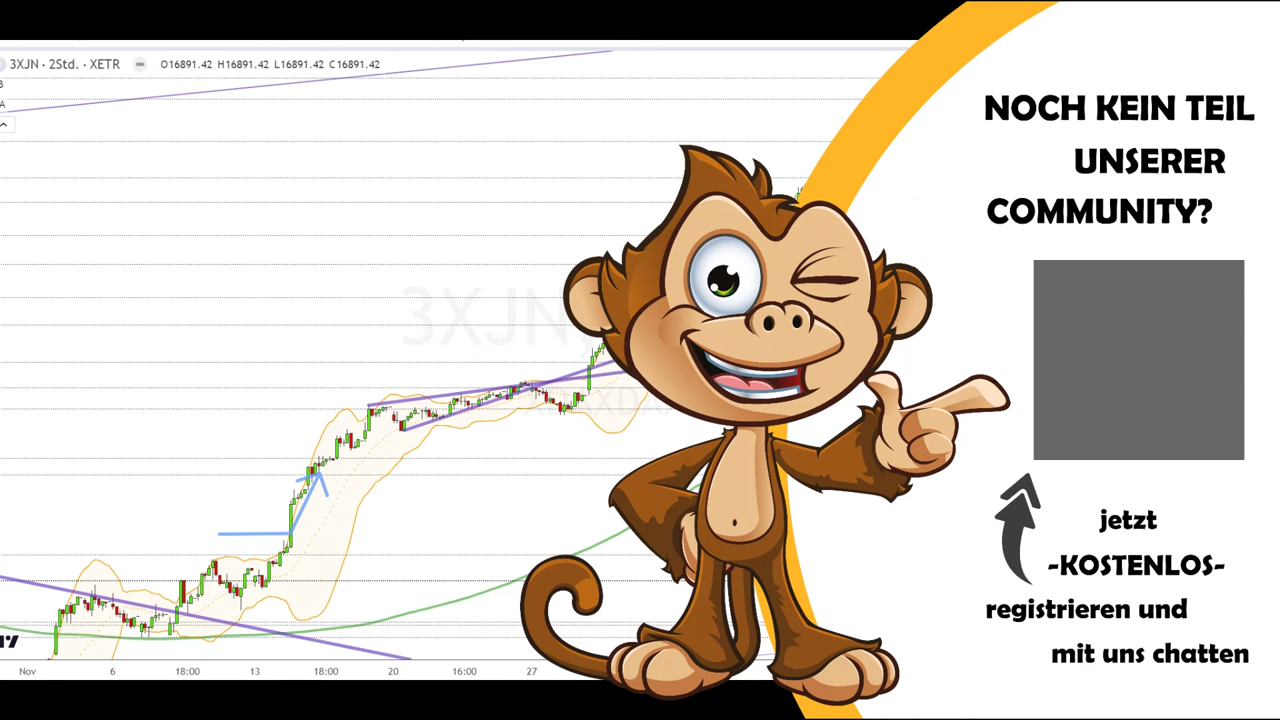 3XJN · 2Std. · XETR O16891.42 H16891.42 L16891.42 C16891.42
B
A
3XJN
NOCH KEIN TEIL
UNSERER
COMMUNITY?
jetzt
-KOSTENLOS-
registrieren und
mit uns chatten
Nov 6 18:00 13 18:00 20 16:00 27